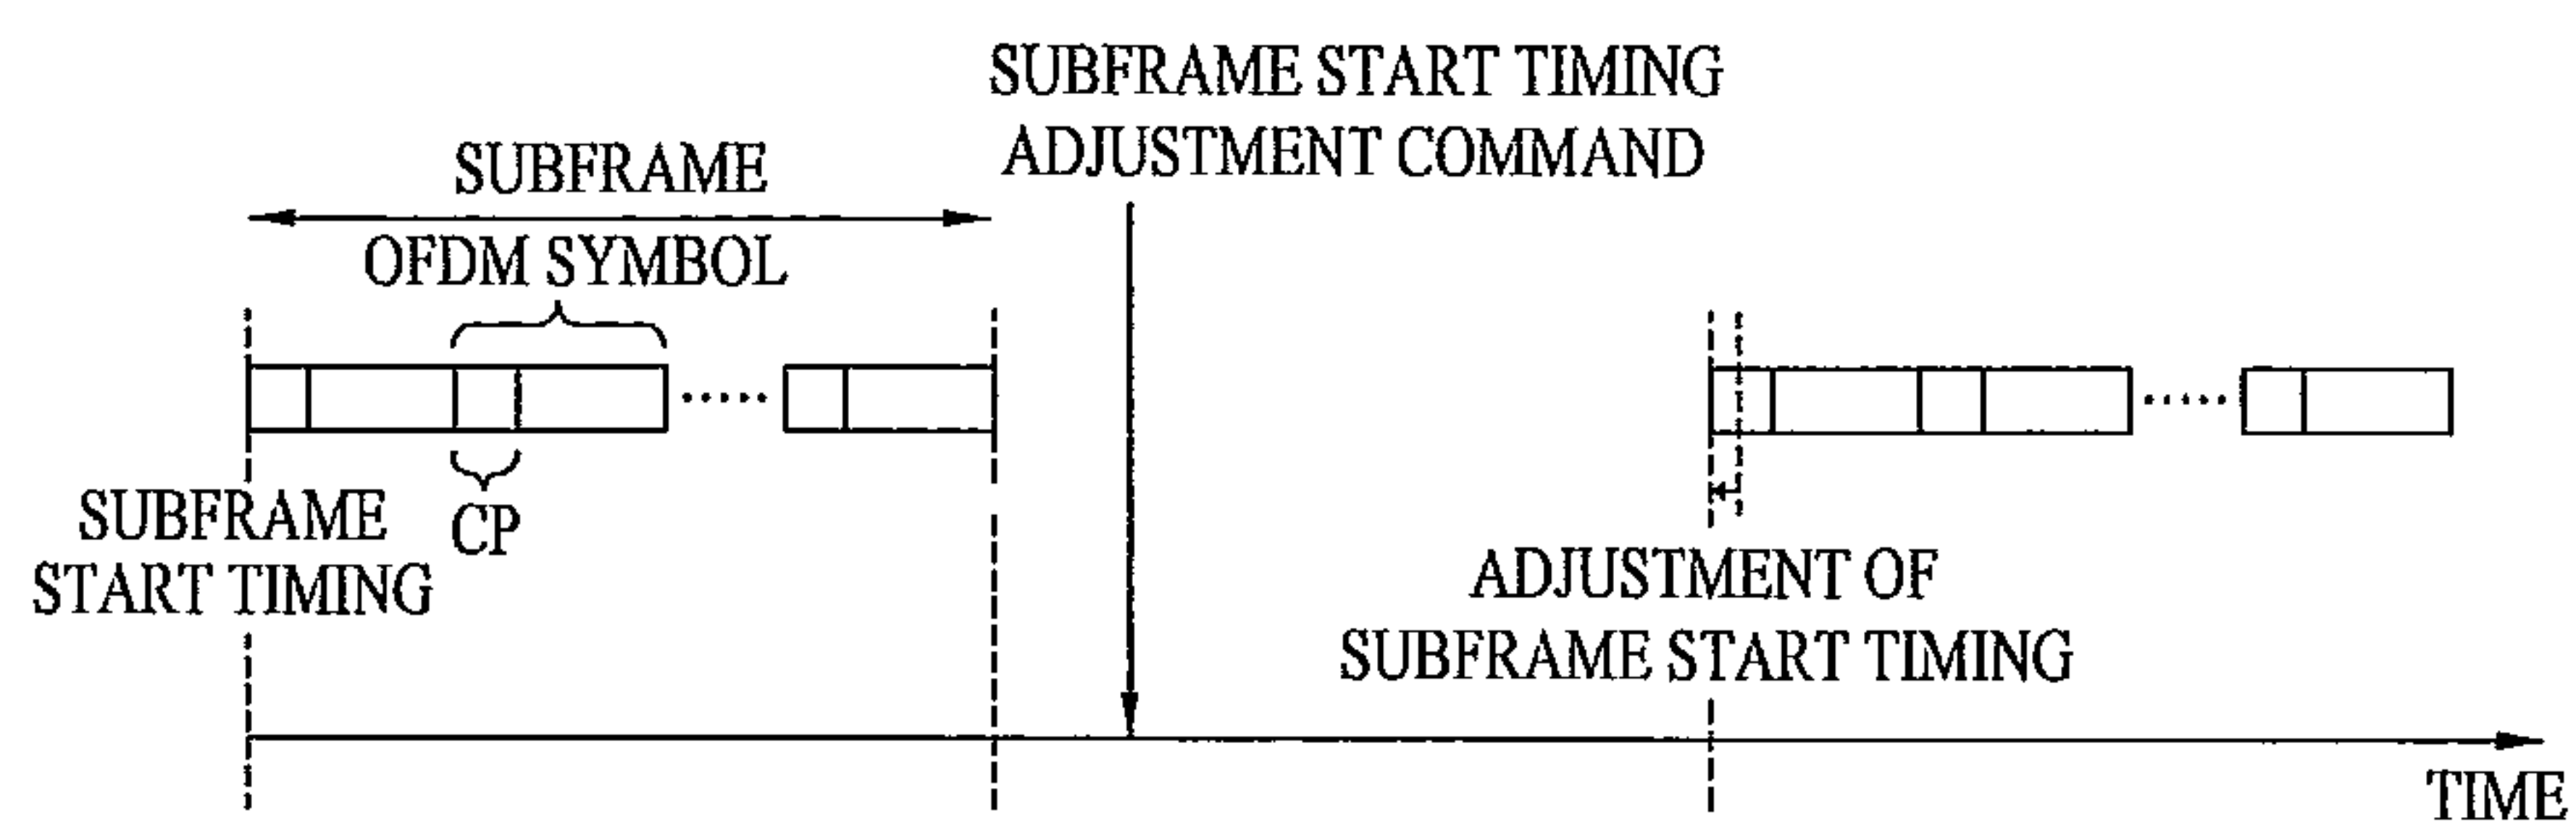 SUBFRAME START TIMING
ADJUSTMENT COMMAND
SUBFRAME
OFDM SYMBOL
CP
SUBFRAME
START TIMING
ADJUSTMENT OF
SUBFRAME START TIMING
TIME